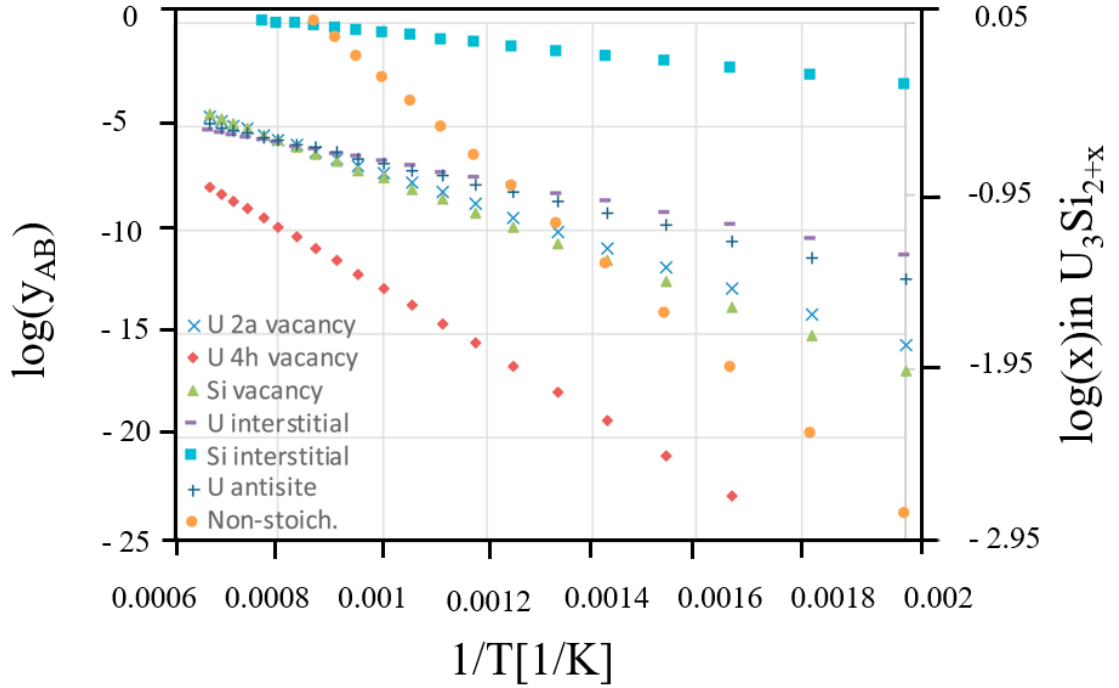 -0
-5
-10
-15
-20
-25
log(y_AB)
U 2a vacancy
U 4h vacancy
Si vacancy
U interstitial
Si interstitial
U antisite
Non-stoich.
0.05
-0.95
-1.95
-2.95
log(x)in U₃Si₂₊ₓ
0.0006 0.0008 0.001 0.0012 0.0014 0.0016 0.0018 0.002
1/T[1/K]